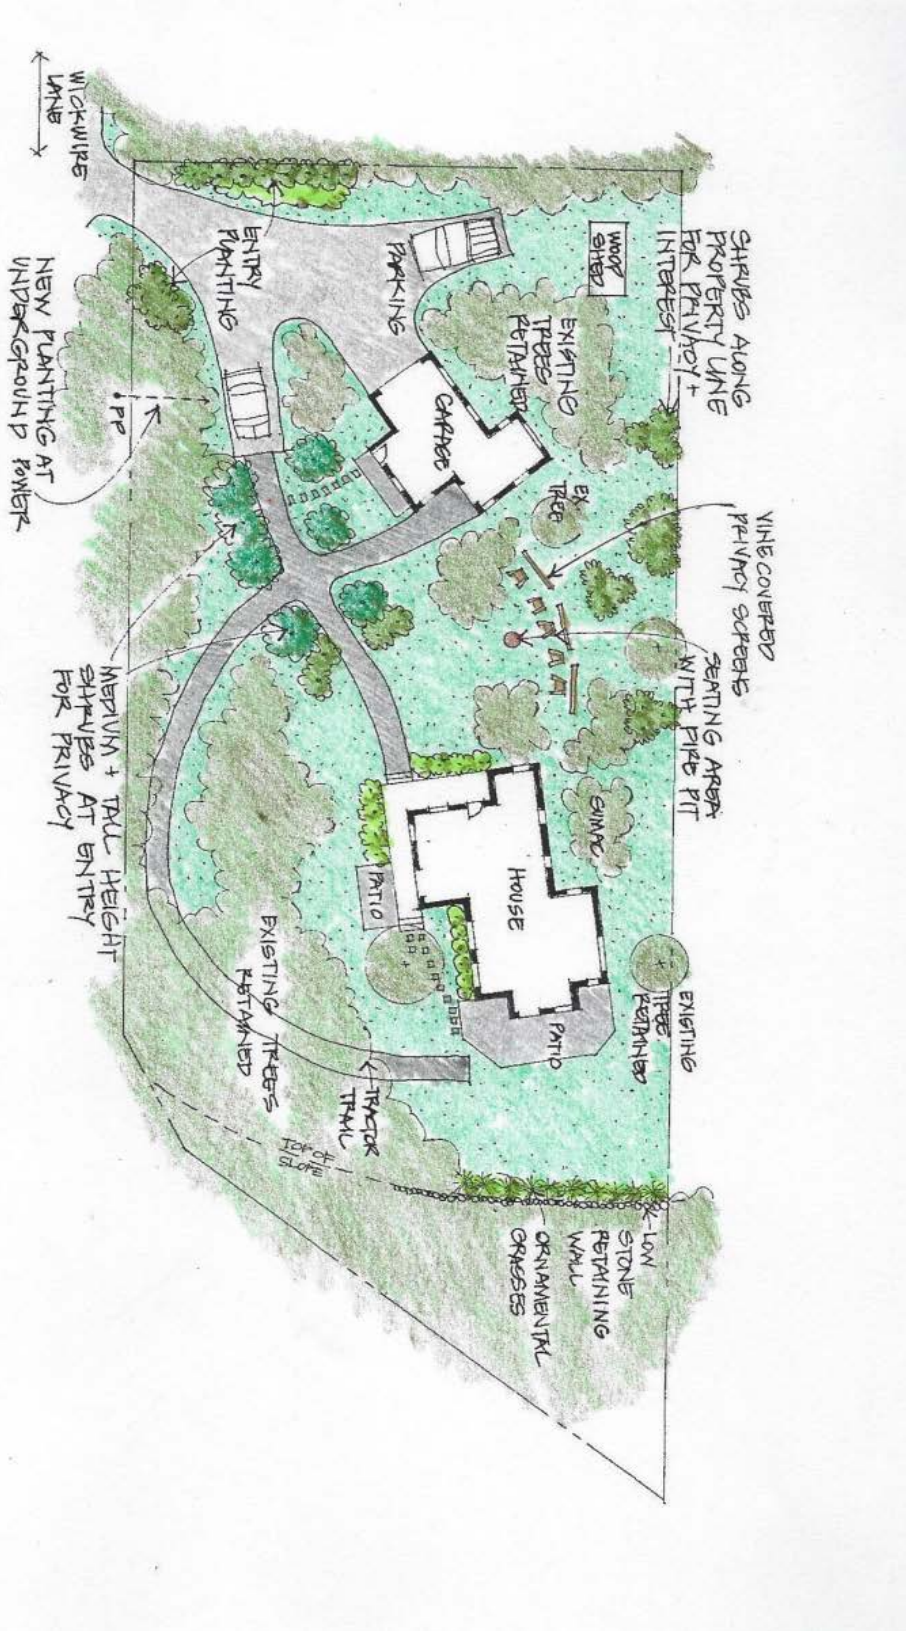 SHRUBS ALONG
PROPERTY LINE
FOR PRIVACY +
INTEREST
VINE COVERED
PRIVACY SCREENS
SEATING AREA
WITH FIRE PIT
EXISTING
TREE
RETAINED
LOW
STONE
RETAINING
WALL
ORNAMENTAL
GRASSES
WOOD
SHED
EXISTING
TREES
RETAINED
EX
TREE
SUMAC
PARKING
GARAGE
HOUSE
PATIO
PATIO
WICKWIRE
LANE
ENTRY
PLANTING
EXISTING TREES
RETAINED
TRACTOR
TRAIL
TOP OF
SLOPE
PP
NEW PLANTING AT
UNDERGROUND POWER
MEDIUM + TALL HEIGHT
SHRUBS AT ENTRY
FOR PRIVACY